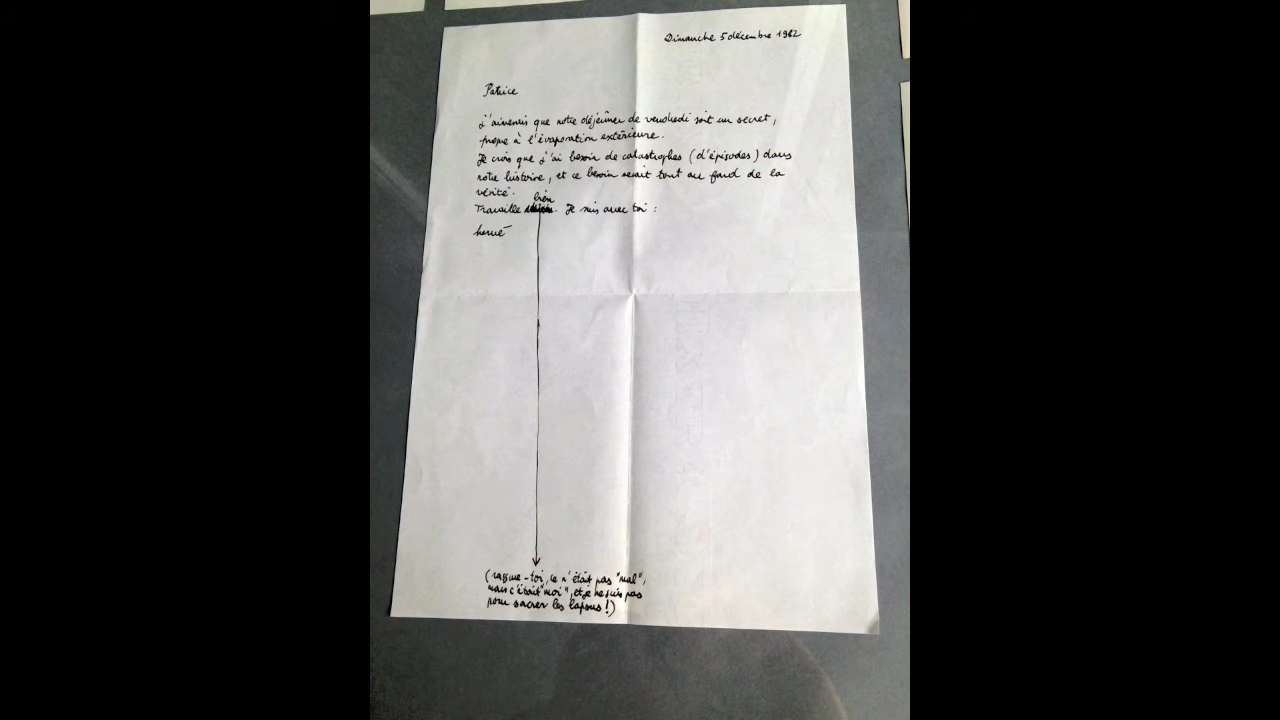 Dimanche 5 décembre 1982
Patrice
J'aimerais que notre déjeûner de vendredi soit un secret,
propre à l'évaporation extérieure.
Je crois que j'ai besoin de catastrophes (d'épisodes) dans
notre histoire, et ce besoin serait tout au fond de la
vérité.
bien
Travaille . Je suis avec toi :
hervé
(rassure-toi, ce n'était pas "mal",
mais c'était "moi", et je ne suis pas
pour sacrer les lapsus !)